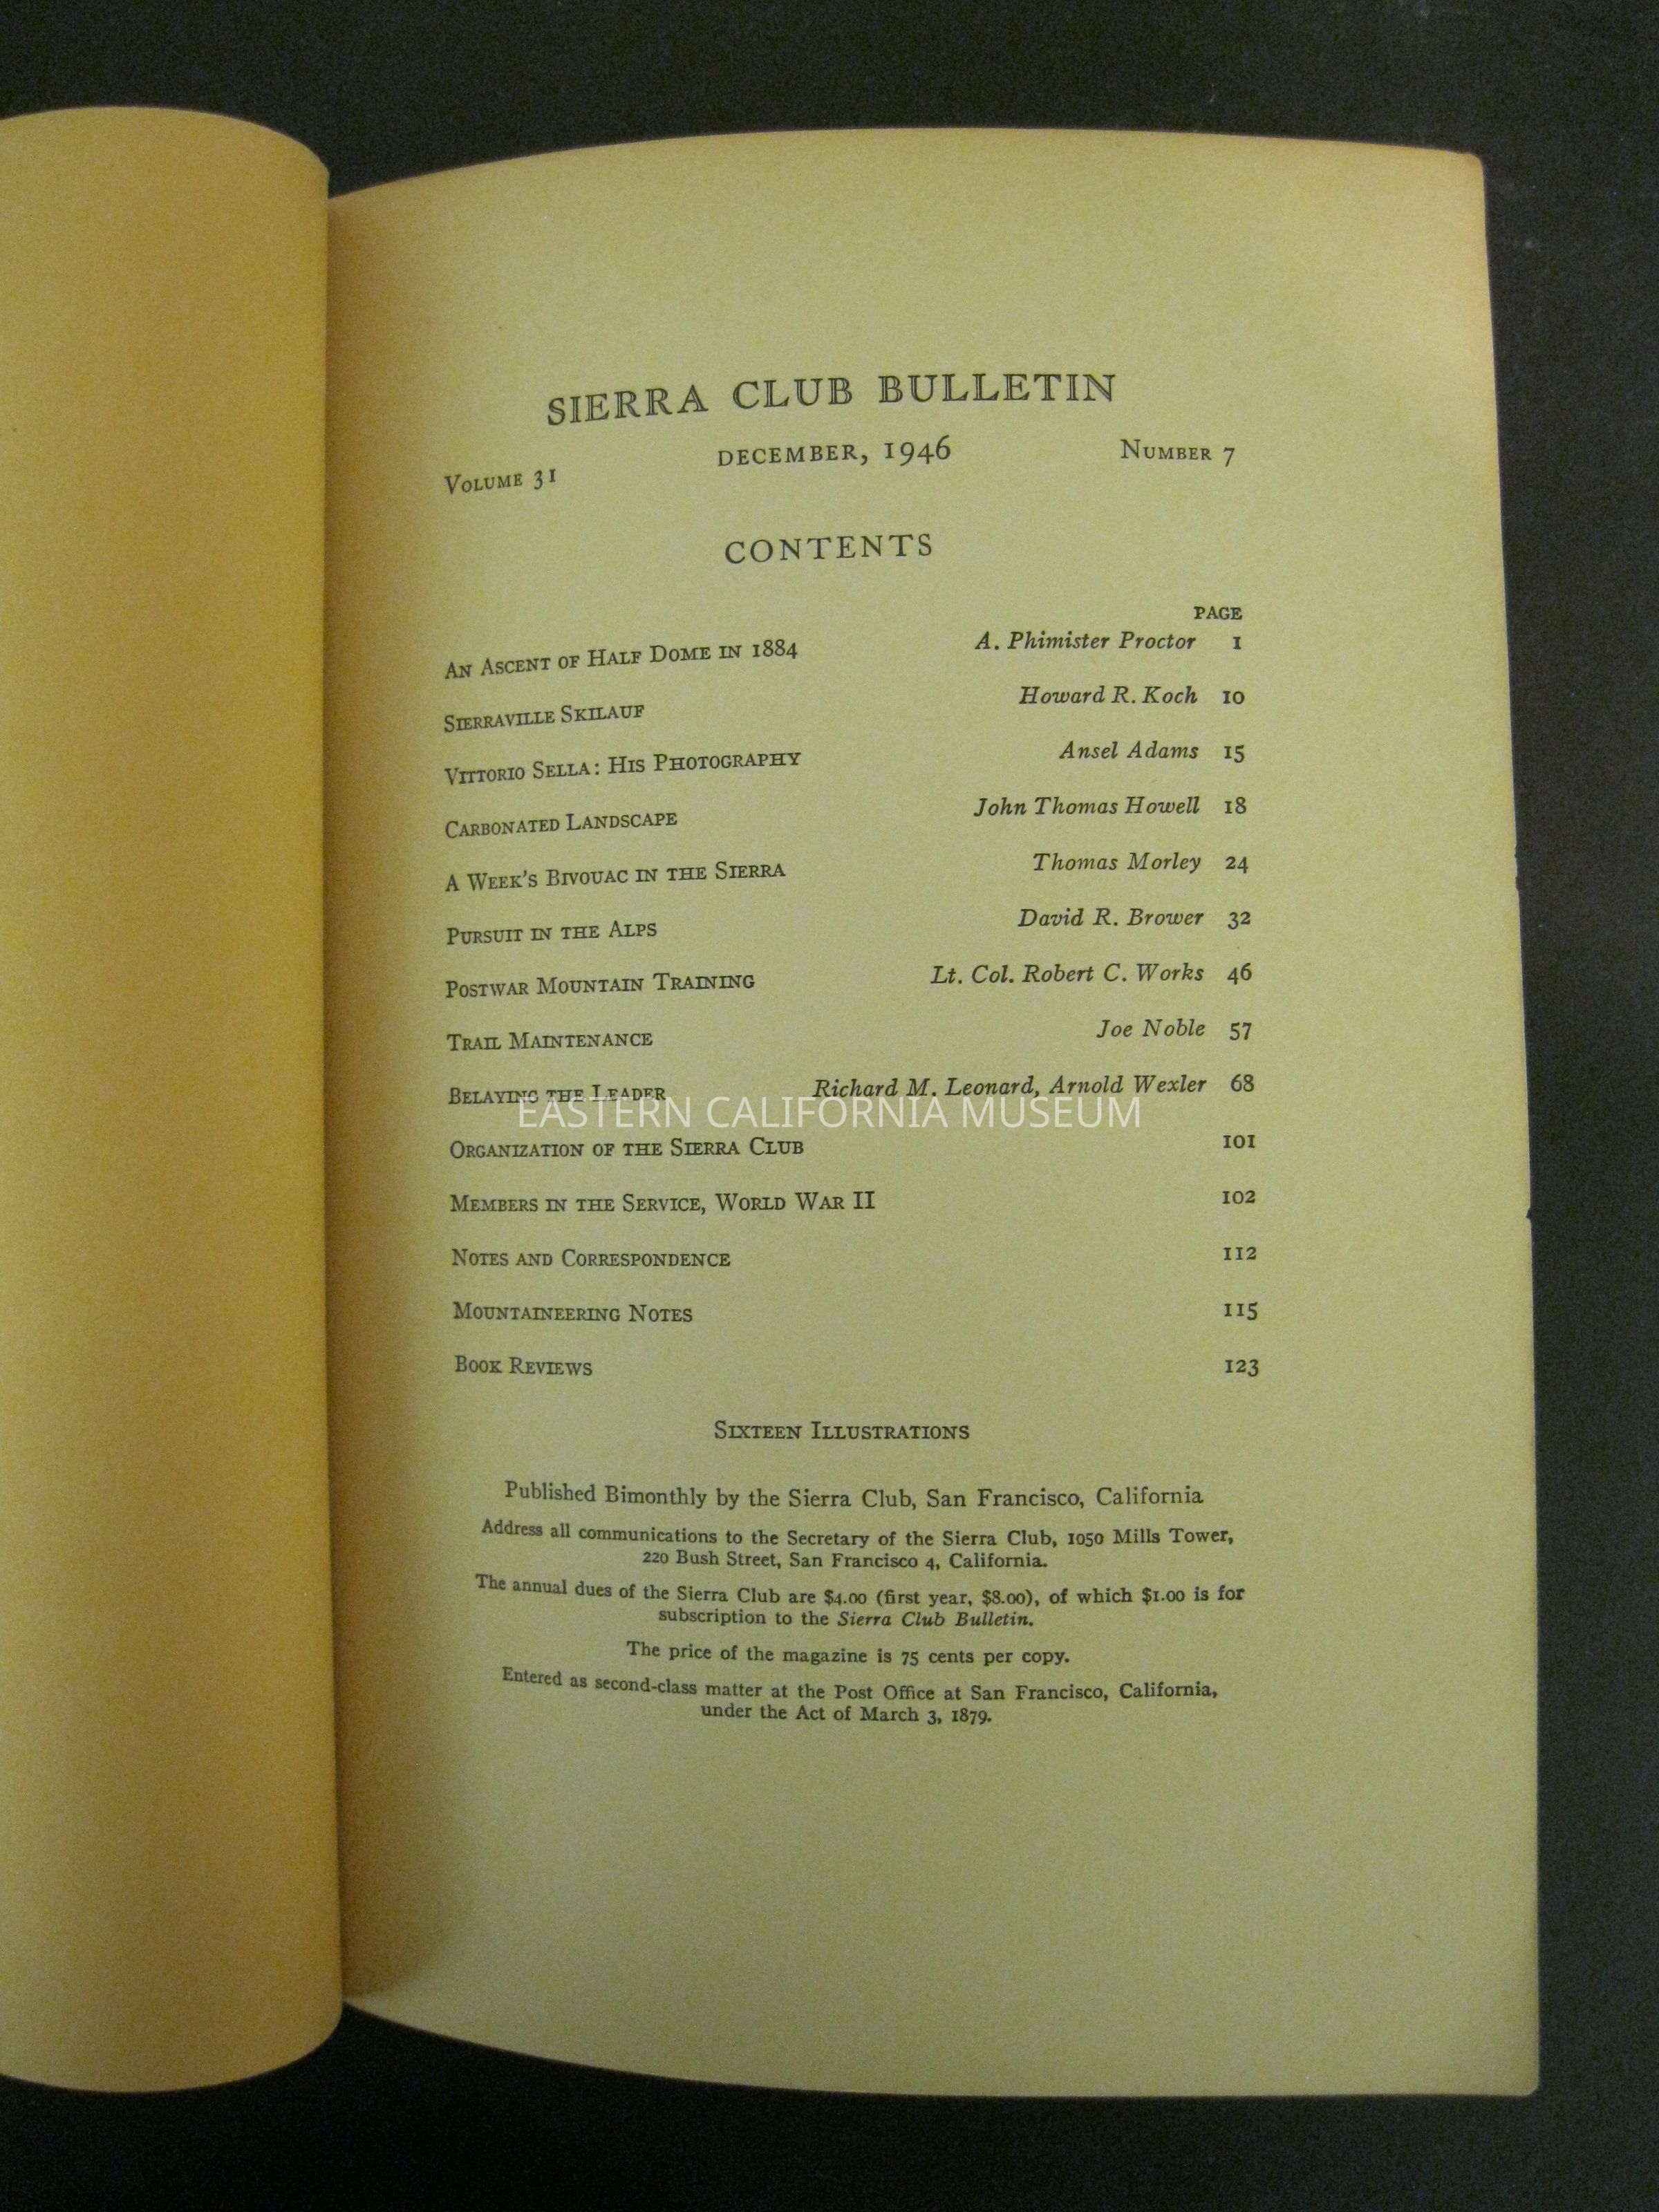 SIERRA CLUB BULLETIN
VOLUME 31 DECEMBER, 1946 NUMBER 7
CONTENTS
PAGE
AN ASCENT OF HALF DOME IN 1884 A. Phimister Proctor 1
SIERRAVILLE SKILAUF Howard R. Koch 10
VITTORIO SELLA: HIS PHOTOGRAPHY Ansel Adams 15
CARBONATED LANDSCAPE John Thomas Howell 18
A WEEK'S BIVOUAC IN THE SIERRA Thomas Morley 24
PURSUIT IN THE ALPS David R. Brower 32
POSTWAR MOUNTAIN TRAINING Lt. Col. Robert C. Works 46
TRAIL MAINTENANCE Joe Noble 57
BELAYING THE LEADER Richard M. Leonard, Arnold Wexler 68
EASTERN CALIFORNIA MUSEUM
ORGANIZATION OF THE SIERRA CLUB 101
MEMBERS IN THE SERVICE, WORLD WAR II 102
NOTES AND CORRESPONDENCE 112
MOUNTAINEERING NOTES 115
BOOK REVIEWS 123
SIXTEEN ILLUSTRATIONS
Published Bimonthly by the Sierra Club, San Francisco, California
Address all communications to the Secretary of the Sierra Club, 1050 Mills Tower,
220 Bush Street, San Francisco 4, California.
The annual dues of the Sierra Club are $4.00 (first year, $8.00), of which $1.00 is for
subscription to the Sierra Club Bulletin.
The price of the magazine is 75 cents per copy.
Entered as second-class matter at the Post Office at San Francisco, California,
under the Act of March 3, 1879.